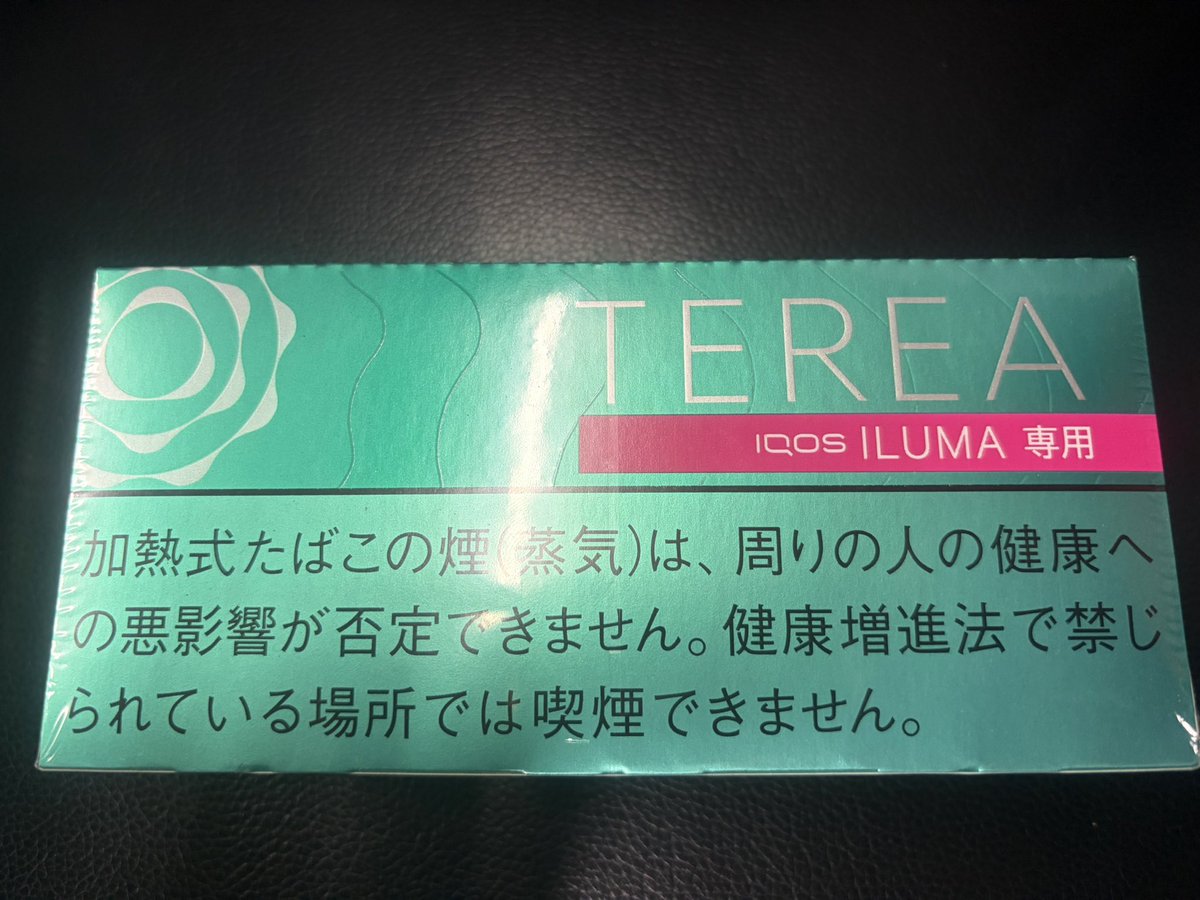 TEREA
IQOS ILUMA 専用
加熱式たばこの煙(蒸気)は、周りの人の健康へ
の悪影響が否定できません。健康増進法で禁じ
られている場所では喫煙できません。